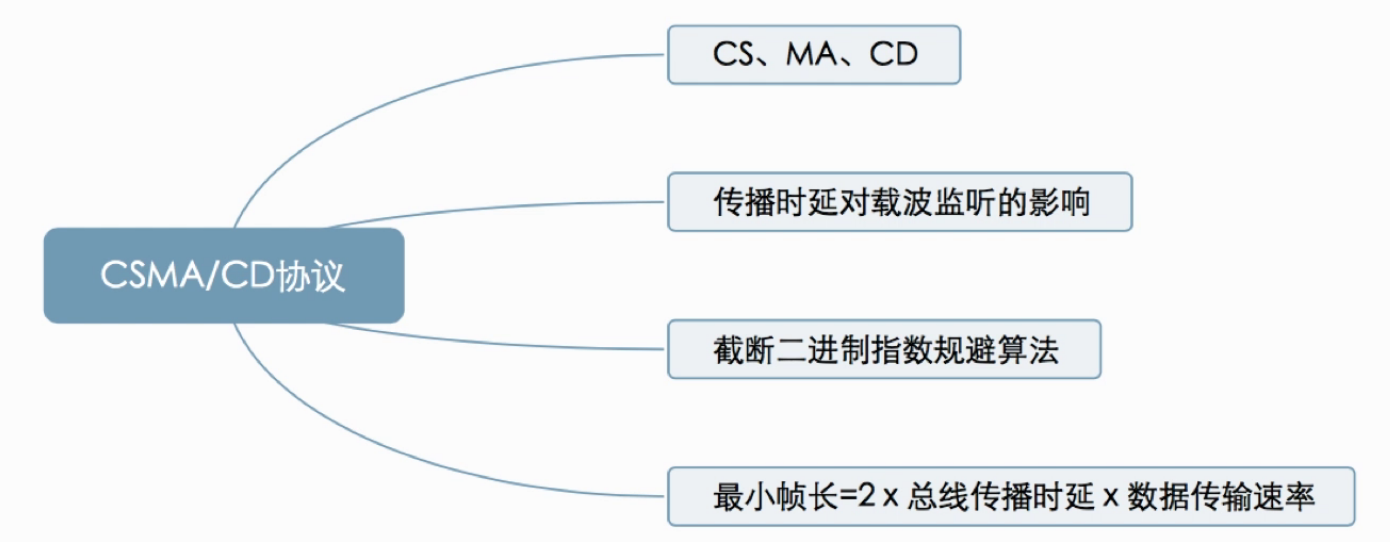 CS、MA、CD
传播时延对载波监听的影响
CSMA/CD协议
截断二进制指数规避算法
最小帧长=2 x 总线传播时延 x 数据传输速率